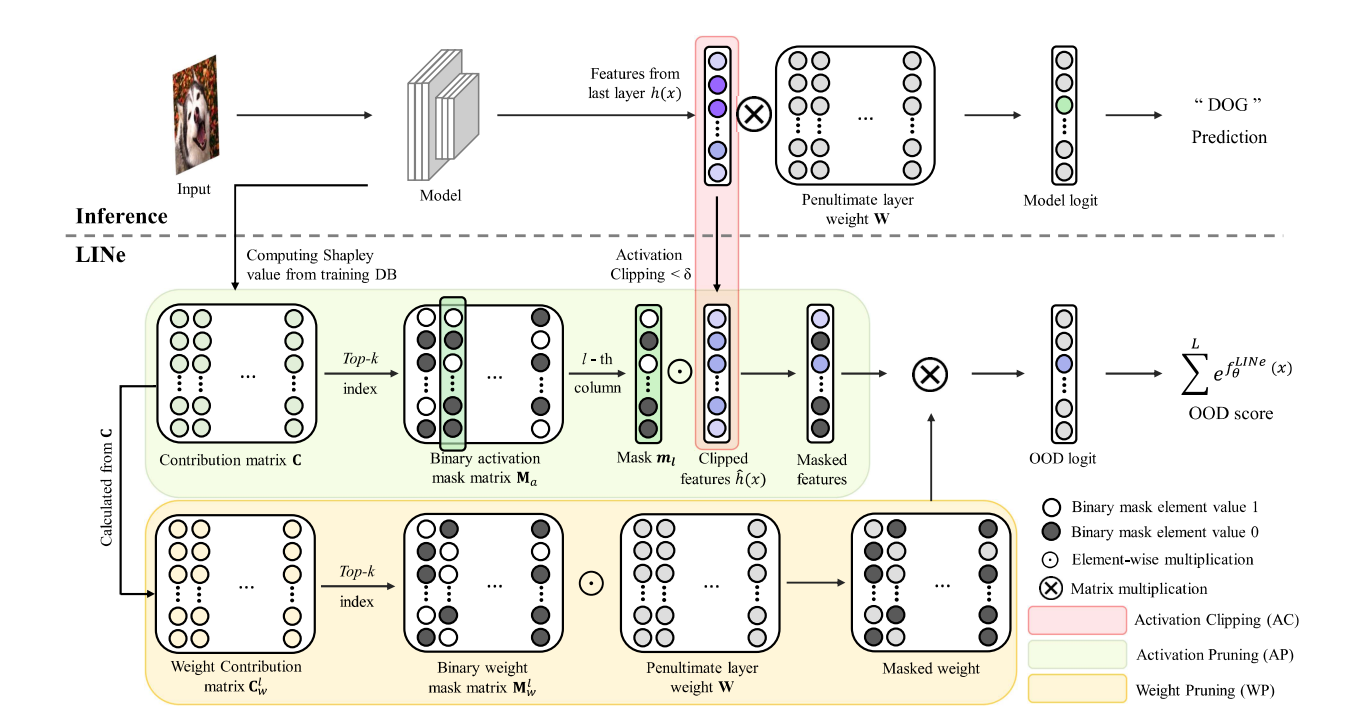 Features from
last layer h(x)
...
“ DOG ”
Prediction
Input
Model
Penultimate layer
weight W
Model logit
Inference
LINe
Computing Shapley
value from training DB
Activation
Clipping < δ
...
Top-k
index
...
l - th
column
L
∑ e^{f_θ^{LINe}(x)}
OOD score
Contribution matrix C
Binary activation
mask matrix M_a
Mask m_l
Clipped
features ĥ(x)
Masked
features
OOD logit
Calculated from C
Binary mask element value 1
Binary mask element value 0
Element-wise multiplication
Matrix multiplication
Activation Clipping (AC)
Activation Pruning (AP)
Weight Pruning (WP)
...
Top-k
index
...
...
...
Weight Contribution
matrix C_w^l
Binary weight
mask matrix M_w^l
Penultimate layer
weight W
Masked weight